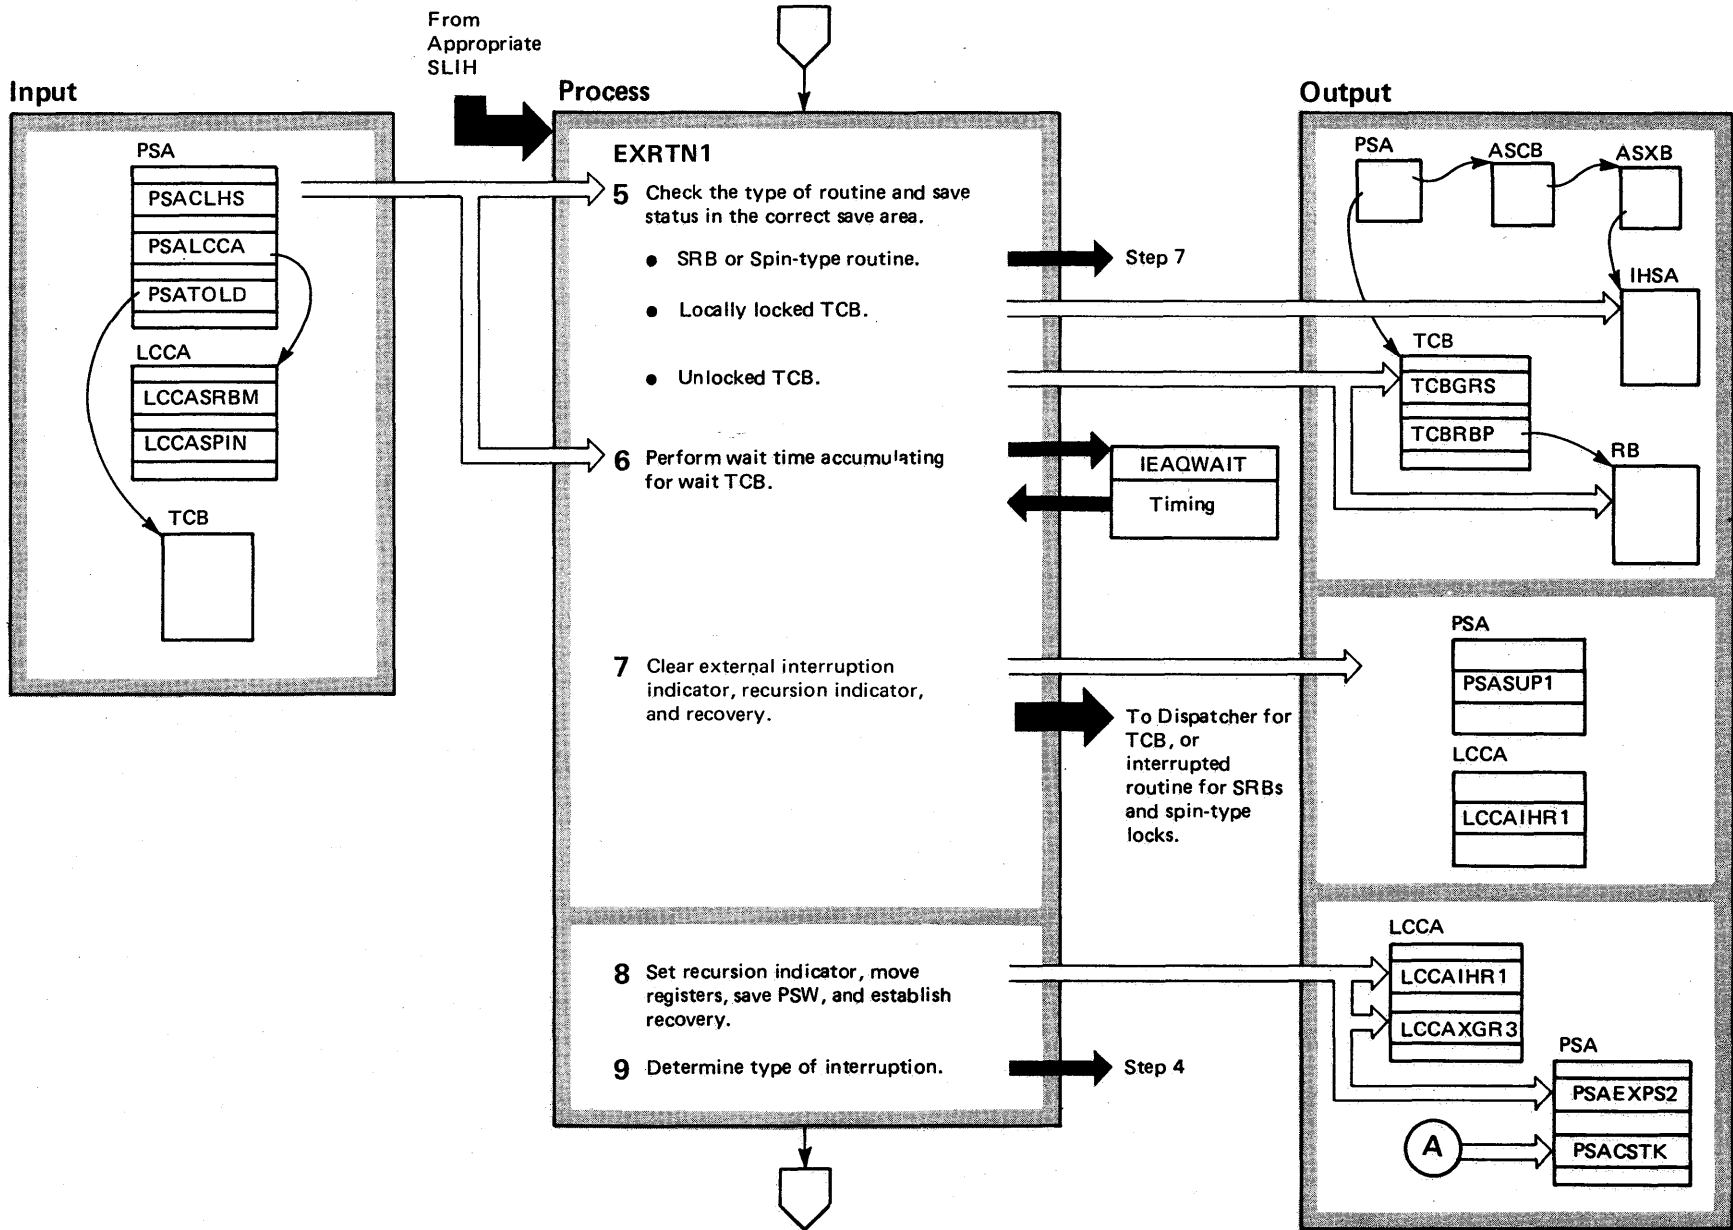 From
Appropriate
SLIH
Input
PSA
PSACLHS
PSALCCA
PSATOLD
LCCA
LCCASRBM
LCCASPIN
TCB
Process
EXRTN1
5 Check the type of routine and save
status in the correct save area.
• SRB or Spin-type routine.
Step 7
• Locally locked TCB.
• Unlocked TCB.
6 Perform wait time accumulating
for wait TCB.
IEAQWAIT
Timing
7 Clear external interruption
indicator, recursion indicator,
and recovery.
To Dispatcher for
TCB, or
interrupted
routine for SRBs
and spin-type
locks.
8 Set recursion indicator, move
registers, save PSW, and establish
recovery.
9 Determine type of interruption.
Step 4
Output
PSA
ASCB
ASXB
IHSA
TCB
TCBGRS
TCBRBP
RB
PSA
PSASUP1
LCCA
LCCAIHR1
LCCA
LCCAIHR1
LCCAXGR3
PSA
PSAEXPS2
A
PSACSTK